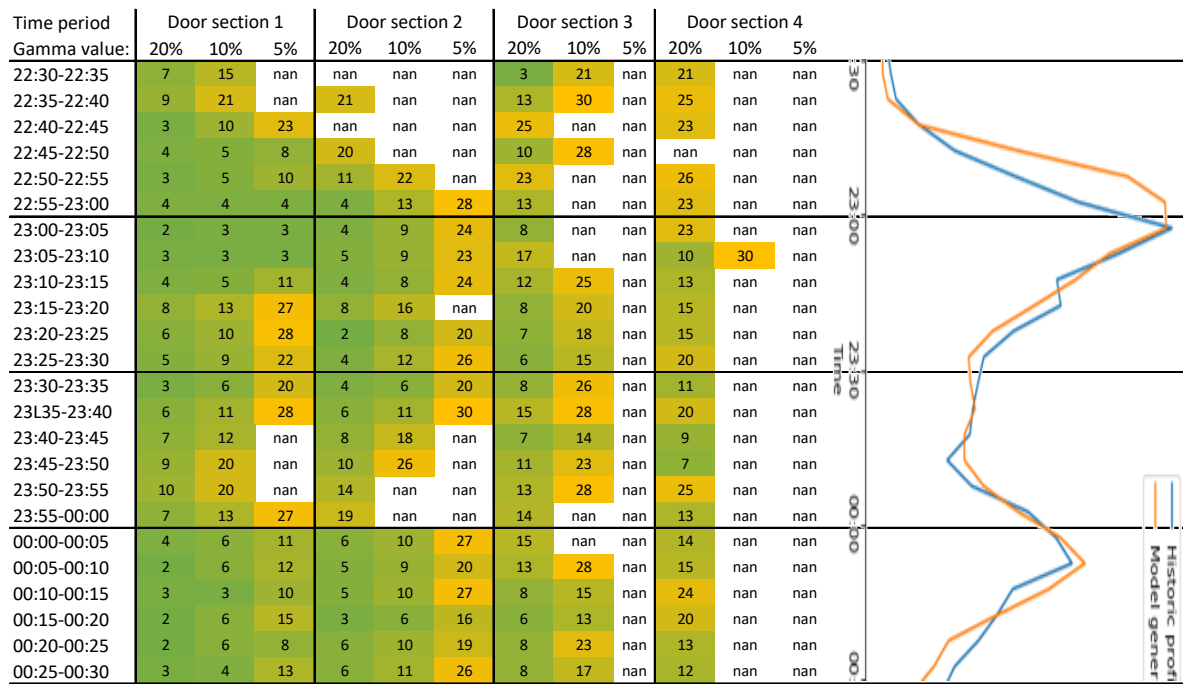 Time period Door section 1 Door section 2 Door section 3 Door section 4
Gamma value: 20% 10% 5% 20% 10% 5% 20% 10% 5% 20% 10% 5%
22:30-22:35 7 15 nan nan nan nan 3 21 nan 21 nan nan
22:35-22:40 9 21 nan 21 nan nan 13 30 nan 25 nan nan
22:40-22:45 3 10 23 nan nan nan 25 nan nan 23 nan nan
22:45-22:50 4 5 8 20 nan nan 10 28 nan nan nan nan
22:50-22:55 3 5 10 11 22 nan 23 nan nan 26 nan nan
22:55-23:00 4 4 4 4 13 28 13 nan nan 23 nan nan
23:00-23:05 2 3 3 4 9 24 8 nan nan 23 nan nan
23:05-23:10 3 3 3 5 9 23 17 nan nan 10 30 nan
23:10-23:15 4 5 11 4 8 24 12 25 nan 13 nan nan
23:15-23:20 8 13 27 8 16 nan 8 20 nan 15 nan nan
23:20-23:25 6 10 28 2 8 20 7 18 nan 15 nan nan
23:25-23:30 5 9 22 4 12 26 6 15 nan 20 nan nan
23:30-23:35 3 6 20 4 6 20 8 26 nan 11 nan nan
23L35-23:40 6 11 28 6 11 30 15 28 nan 20 nan nan
23:40-23:45 7 12 nan 8 18 nan 7 14 nan 9 nan nan
23:45-23:50 9 20 nan 10 26 nan 11 23 nan 7 nan nan
23:50-23:55 10 20 nan 14 nan nan 13 28 nan 25 nan nan
23:55-00:00 7 13 27 19 nan nan 14 nan nan 13 nan nan
00:00-00:05 4 6 11 6 10 27 15 nan nan 14 nan nan
00:05-00:10 2 6 12 5 9 20 13 28 nan 15 nan nan
00:10-00:15 3 3 10 5 10 27 8 15 nan 24 nan nan
00:15-00:20 2 6 15 3 6 16 6 13 nan 20 nan nan
00:20-00:25 2 6 8 6 10 19 8 23 nan 13 nan nan
00:25-00:30 3 4 13 6 11 26 8 17 nan 12 nan nan
:30
23:00
23:30
00:00
00:
Time
Historic profi
Model gener